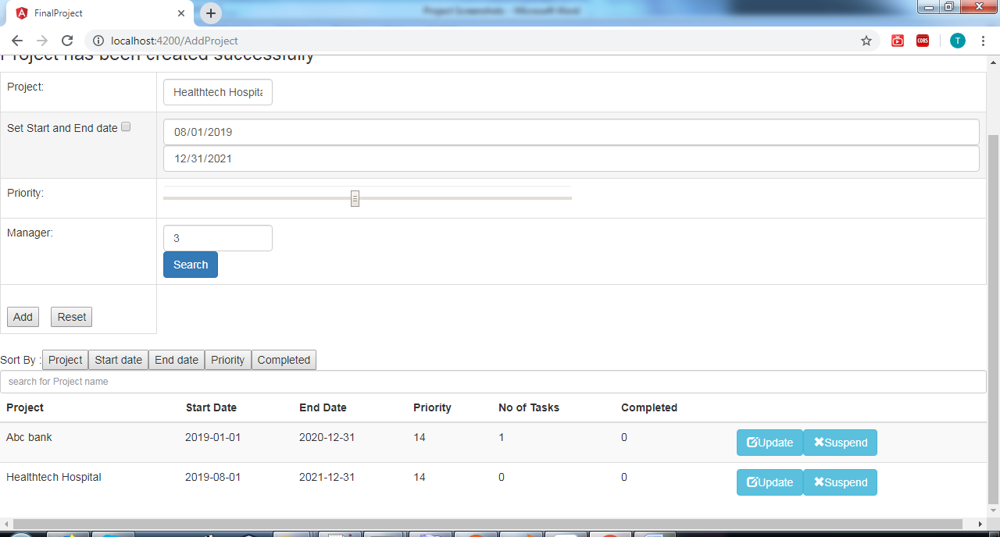 FinalProject
Project Screenshots - Microsoft Word
localhost:4200/AddProject
CORS
T
Project has been created successfully
Project:
Healthtech Hospita
Set Start and End date
08/01/2019
12/31/2021
Priority:
Manager:
3
Search
Add Reset
Sort By : Project Start date End date Priority Completed
search for Project name
Project Start Date End Date Priority No of Tasks Completed
Abc bank 2019-01-01 2020-12-31 14 1 0 Update Suspend
Healthtech Hospital 2019-08-01 2021-12-31 14 0 0 Update Suspend